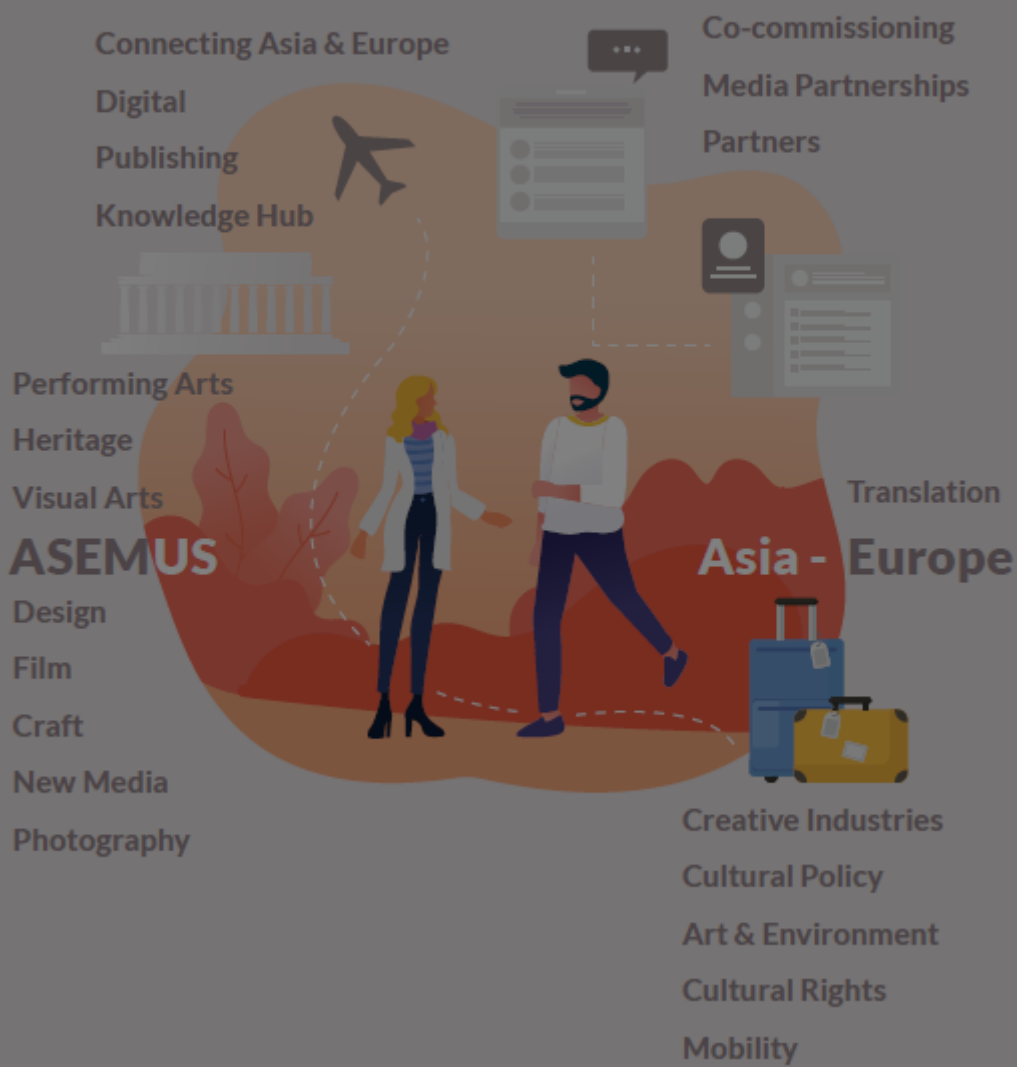 Connecting Asia & Europe
Digital
Publishing
Knowledge Hub
Co-commissioning
Media Partnerships
Partners
Performing Arts
Heritage
Visual Arts
ASEMUS
Design
Film
Craft
New Media
Photography
Translation
Asia - Europe
Creative Industries
Cultural Policy
Art & Environment
Cultural Rights
Mobility